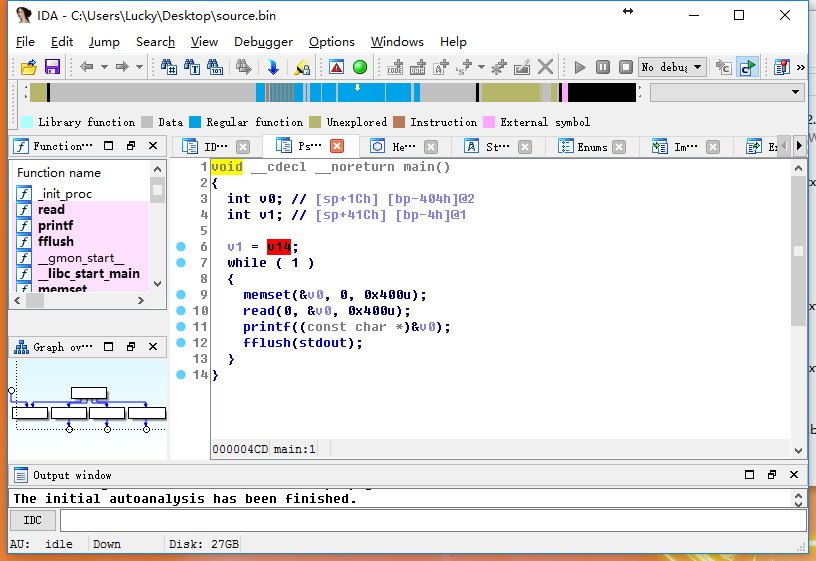 IDA - C:\Users\Lucky\Desktop\source.bin
File Edit Jump Search View Debugger Options Windows Help
No debu
Library function Data Regular function Unexplored Instruction External symbol
Function··· ID··· Ps··· He··· St··· Enums Im··· Ex
Function name
_init_proc
read
printf
fflush
__gmon_start__
__libc_start_main
memset
Graph ov···
1 void __cdecl __noreturn main()
2 {
3 int v0; // [sp+1Ch] [bp-404h]@2
4 int v1; // [sp+41Ch] [bp-4h]@1
5
6 v1 = v14;
7 while ( 1 )
8 {
9 memset(&v0, 0, 0x400u);
10 read(0, &v0, 0x400u);
11 printf((const char *)&v0);
12 fflush(stdout);
13 }
14 }
000004CD main:1
Output window
The initial autoanalysis has been finished.
IDC
AU: idle Down Disk: 27GB